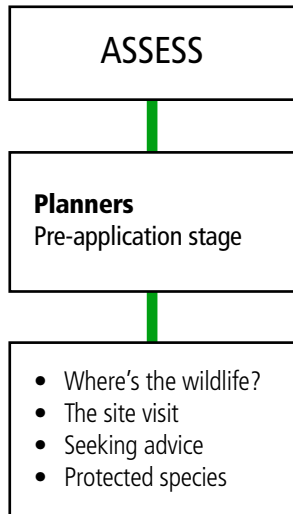 ASSESS
Planners
Pre-application stage
• Where's the wildlife?
• The site visit
• Seeking advice
• Protected species